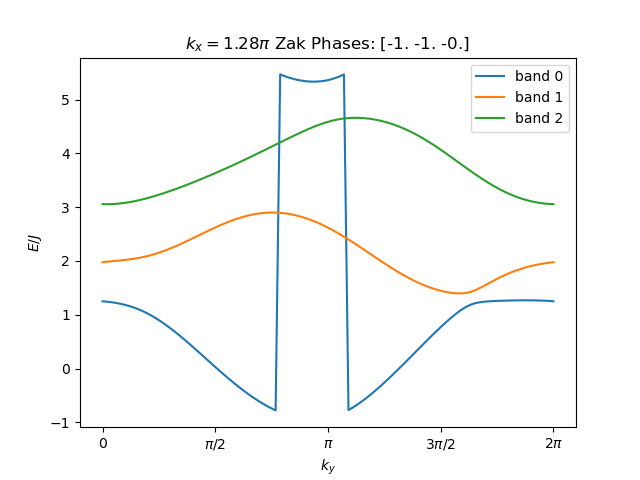 $k_x = 1.28\pi$ Zak Phases: [-1. -1. -0.]
band 0
band 1
band 2
E/J
5
4
3
2
1
0
−1
0
π/2
π
3π/2
2π
$k_y$